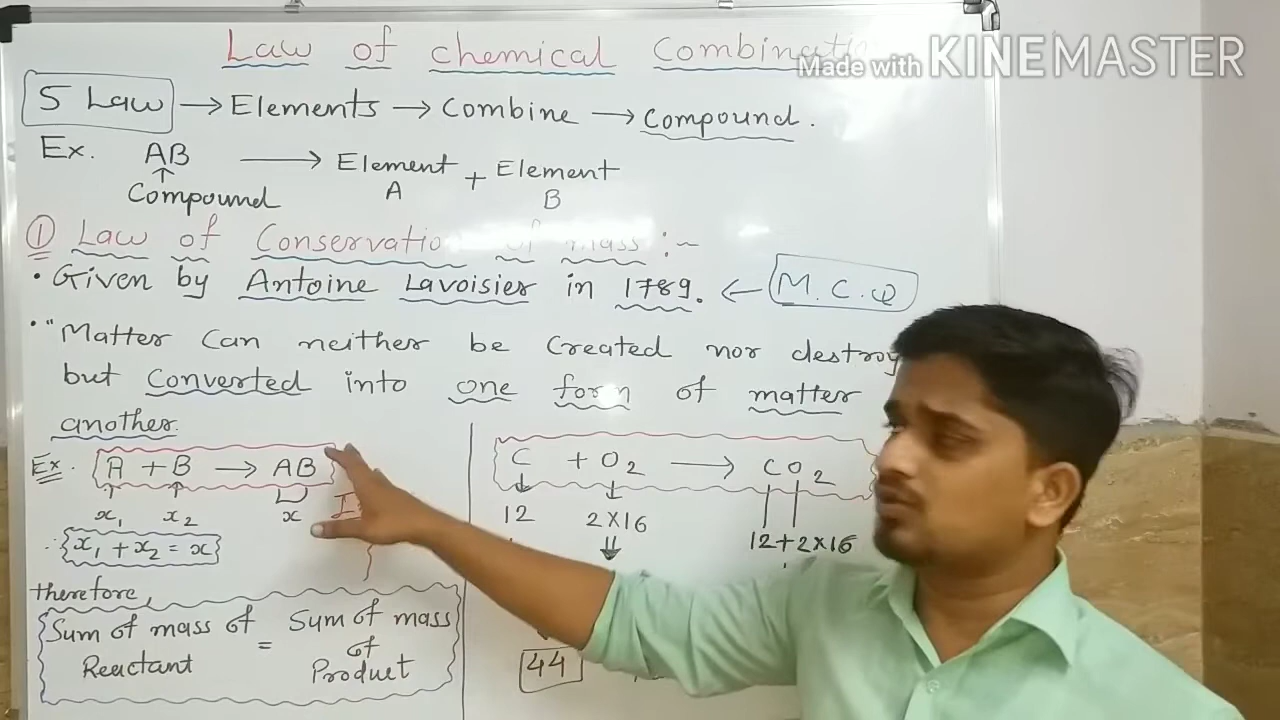 Law of chemical Combination
Made with KINEMASTER
5 Law → Elements → Combine → Compound.
Ex. AB → Element A + Element B
↑
Compound
① Law of Conservation of mass :~
• Given by Antoine Lavoisier in 1789. ← M.C.Q
• "Matter Can neither be Created nor destroy
but Converted into one form of matter
another.
Ex. A + B → AB
x₁ x₂ x
∴ x₁ + x₂ = x
therefore,
Sum of mass of Reactant = Sum of mass of Product
C + O₂ → CO₂
12 2×16 12+2×16
44